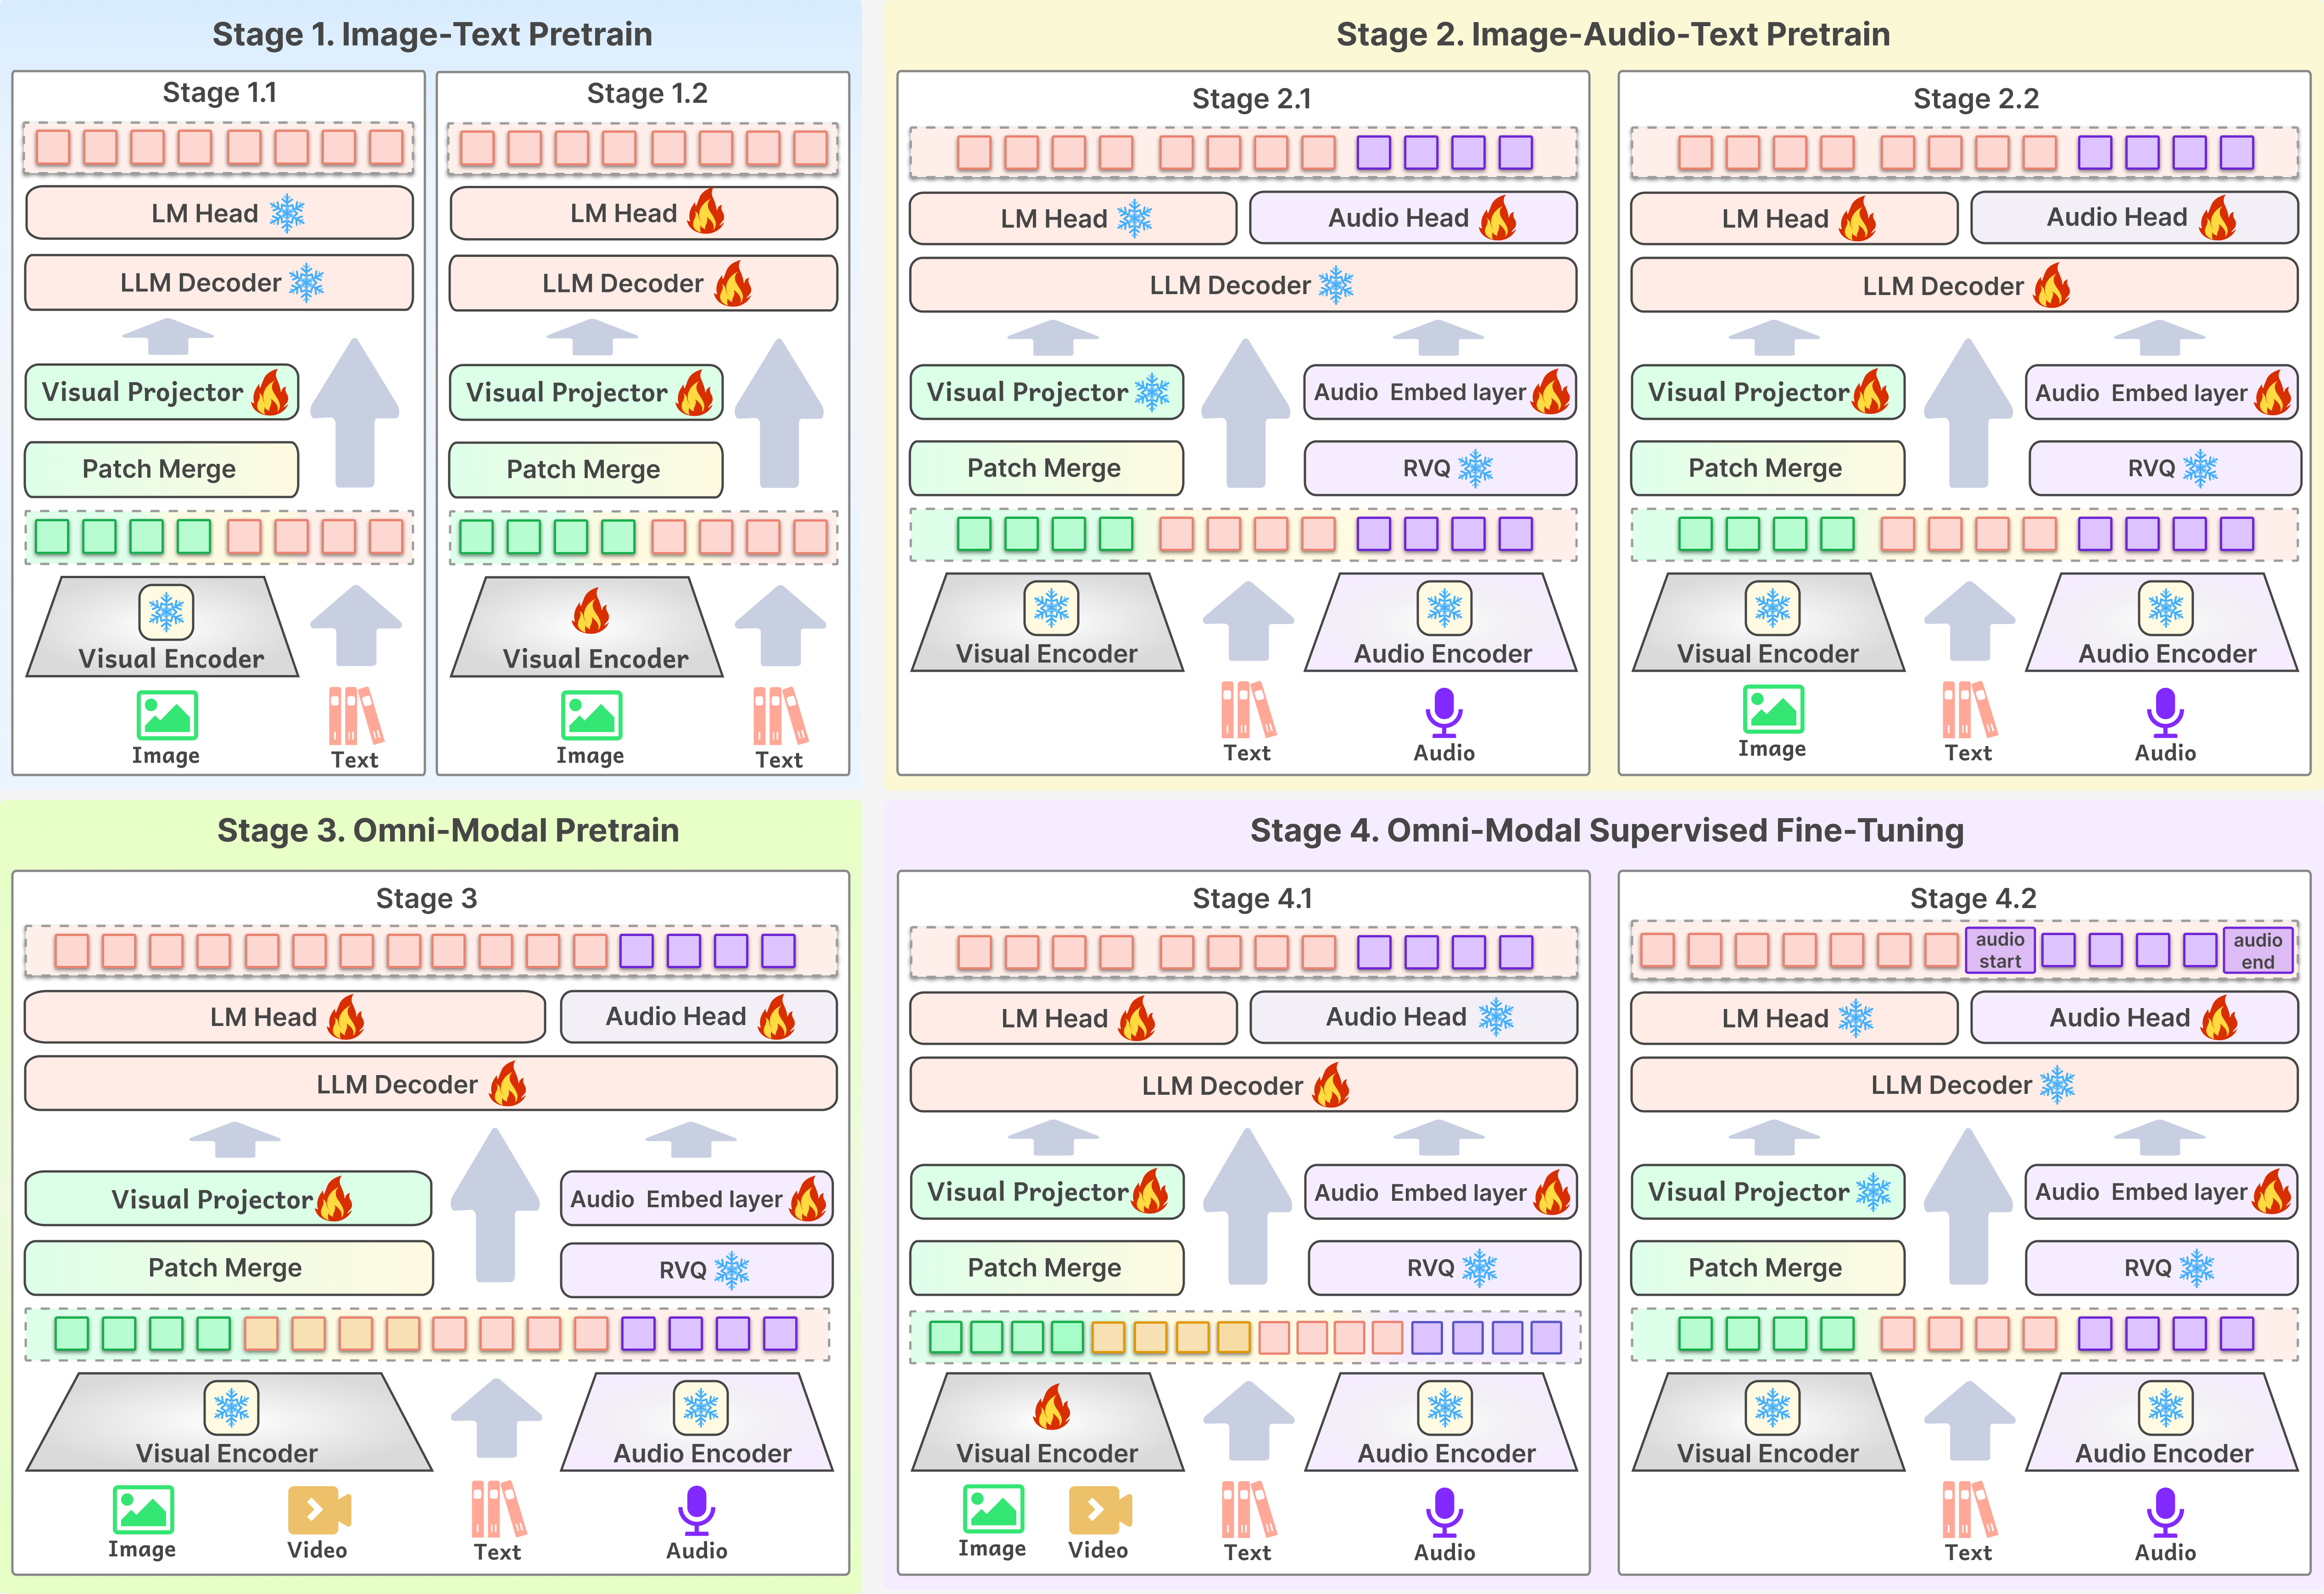 Stage 1. Image-Text Pretrain
Stage 1.1
LM Head
LLM Decoder
Visual Projector
Patch Merge
Visual Encoder
Image
Text
Stage 1.2
LM Head
LLM Decoder
Visual Projector
Patch Merge
Visual Encoder
Image
Text
Stage 2. Image-Audio-Text Pretrain
Stage 2.1
LM Head
Audio Head
LLM Decoder
Visual Projector
Audio Embed layer
Patch Merge
RVQ
Visual Encoder
Audio Encoder
Text
Audio
Stage 2.2
LM Head
Audio Head
LLM Decoder
Visual Projector
Audio Embed layer
Patch Merge
RVQ
Visual Encoder
Audio Encoder
Image
Text
Audio
Stage 3. Omni-Modal Pretrain
Stage 3
LM Head
Audio Head
LLM Decoder
Visual Projector
Audio Embed layer
Patch Merge
RVQ
Visual Encoder
Audio Encoder
Image
Video
Text
Audio
Stage 4. Omni-Modal Supervised Fine-Tuning
Stage 4.1
LM Head
Audio Head
LLM Decoder
Visual Projector
Audio Embed layer
Patch Merge
RVQ
Visual Encoder
Audio Encoder
Image
Video
Text
Audio
Stage 4.2
audio
start
audio
end
LM Head
Audio Head
LLM Decoder
Visual Projector
Audio Embed layer
Patch Merge
RVQ
Visual Encoder
Audio Encoder
Text
Audio